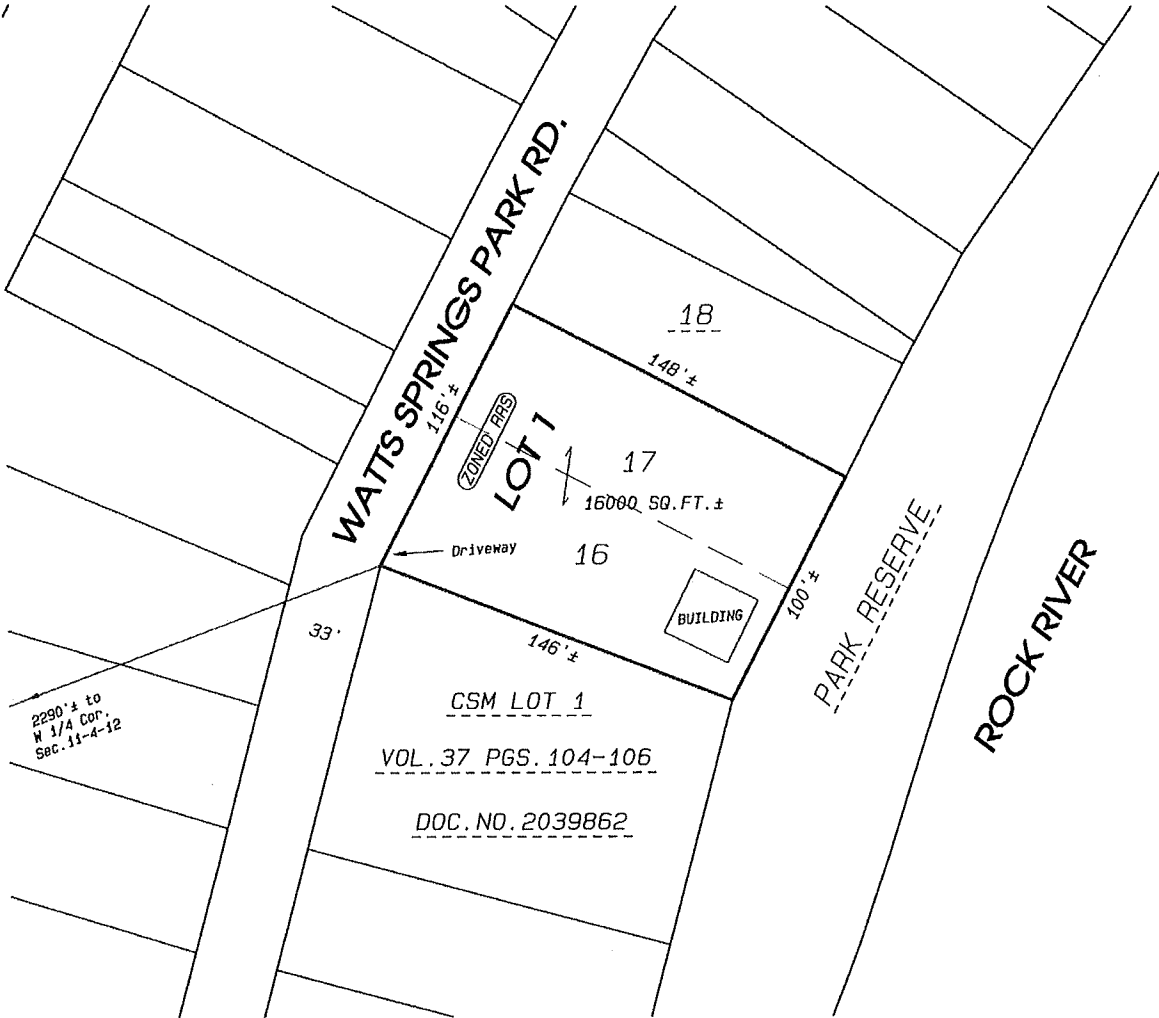 WATTS SPRINGS PARK RD.
18
148'±
116'±
ZONED RRS
LOT 1
17
16000 SQ.FT.±
16
Driveway
BUILDING
100'±
PARK RESERVE
ROCK RIVER
33'
146'±
2290'± to
W 1/4 Cor.
Sec.11-4-12
CSM LOT 1
VOL.37 PGS.104-106
DOC.NO.2039862